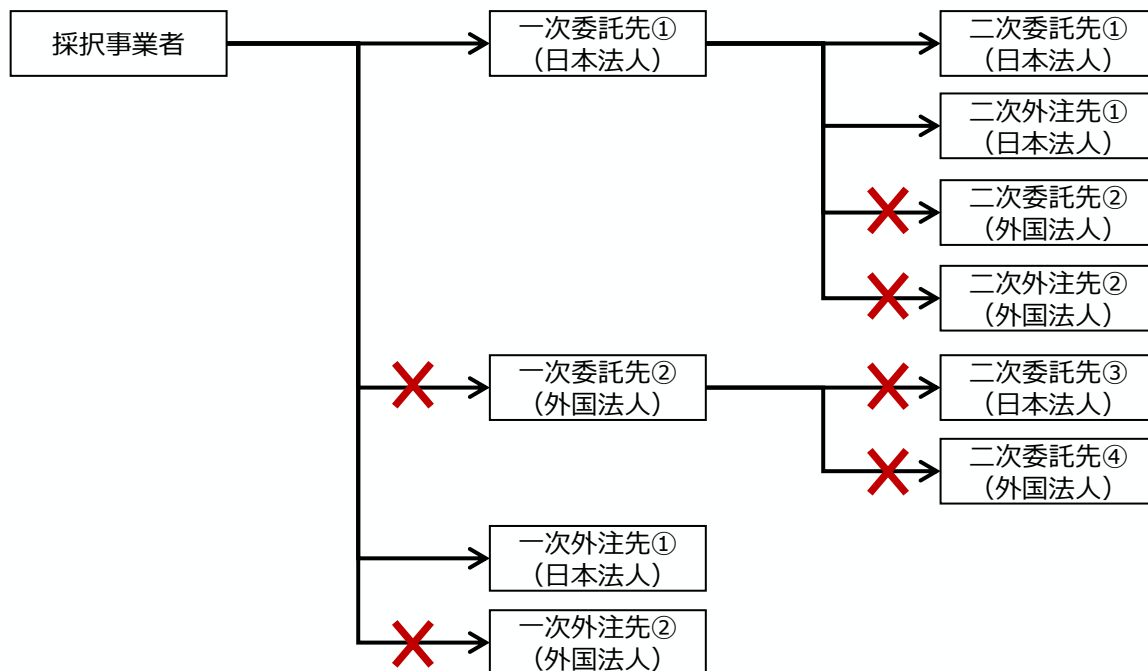 採択事業者
一次委託先①
（日本法人）
二次委託先①
（日本法人）
二次外注先①
（日本法人）
二次委託先②
（外国法人）
二次外注先②
（外国法人）
一次委託先②
（外国法人）
二次委託先③
（日本法人）
二次委託先④
（外国法人）
一次外注先①
（日本法人）
一次外注先②
（外国法人）